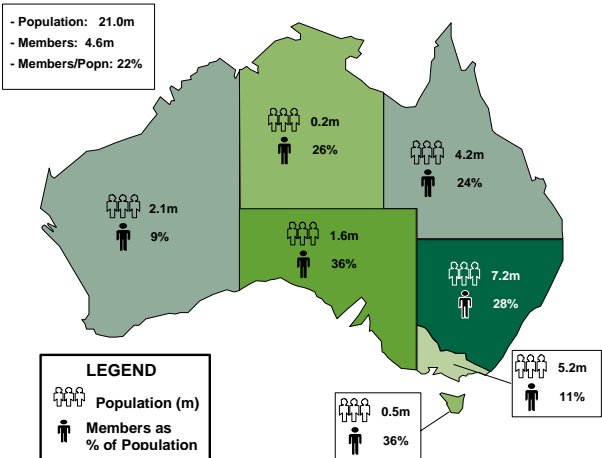 - Population: 21.0m
- Members: 4.6m
- Members/Popn: 22%
0.2m
26%
4.2m
24%
2.1m
9%
1.6m
36%
7.2m
28%
5.2m
11%
0.5m
36%
LEGEND
Population (m)
Members as
% of Population